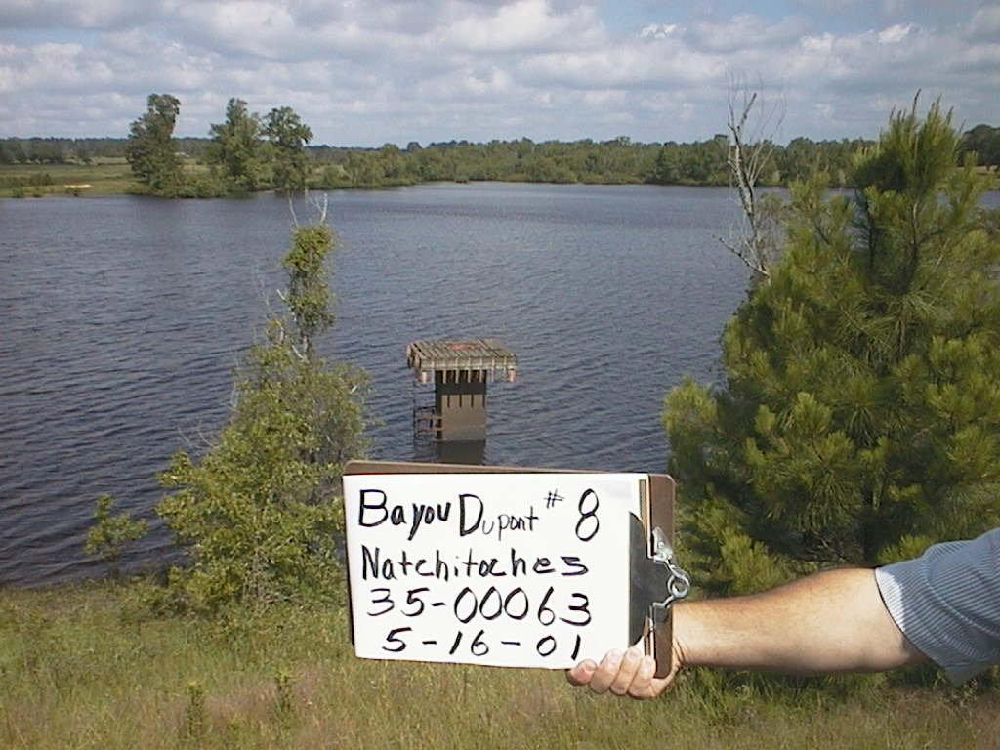 Bayou Dupont #8
Natchitoches
35-00063
5-16-01